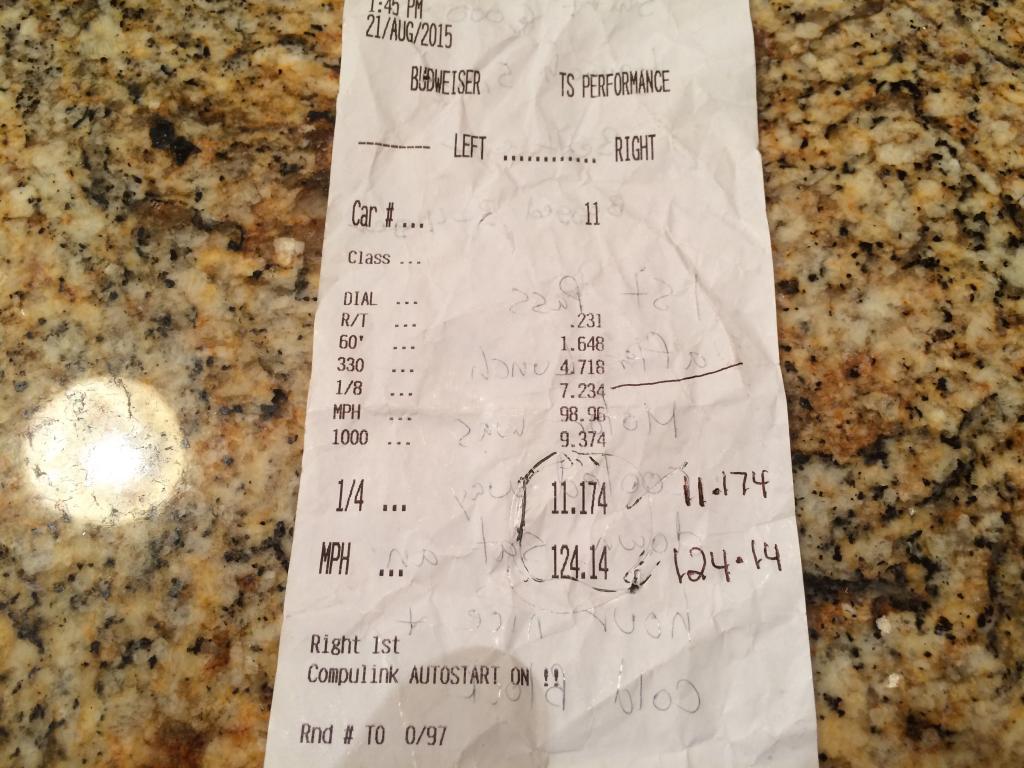 1:45 PM
21/AUG/2015
BUDWEISER TS PERFORMANCE
--------- LEFT ............ RIGHT
Car # ... 11
Class ...
DIAL ...
R/T ... .231
60' ... 1.648
330 ... 4.718
1/8 ... 7.234
MPH ... 98.96
1000 ... 9.374
1/4 ... 11.174 11.174
MPH ... 124.14 124.14
Right 1st
Compulink AUTOSTART ON !!
Rnd # TO 0/97